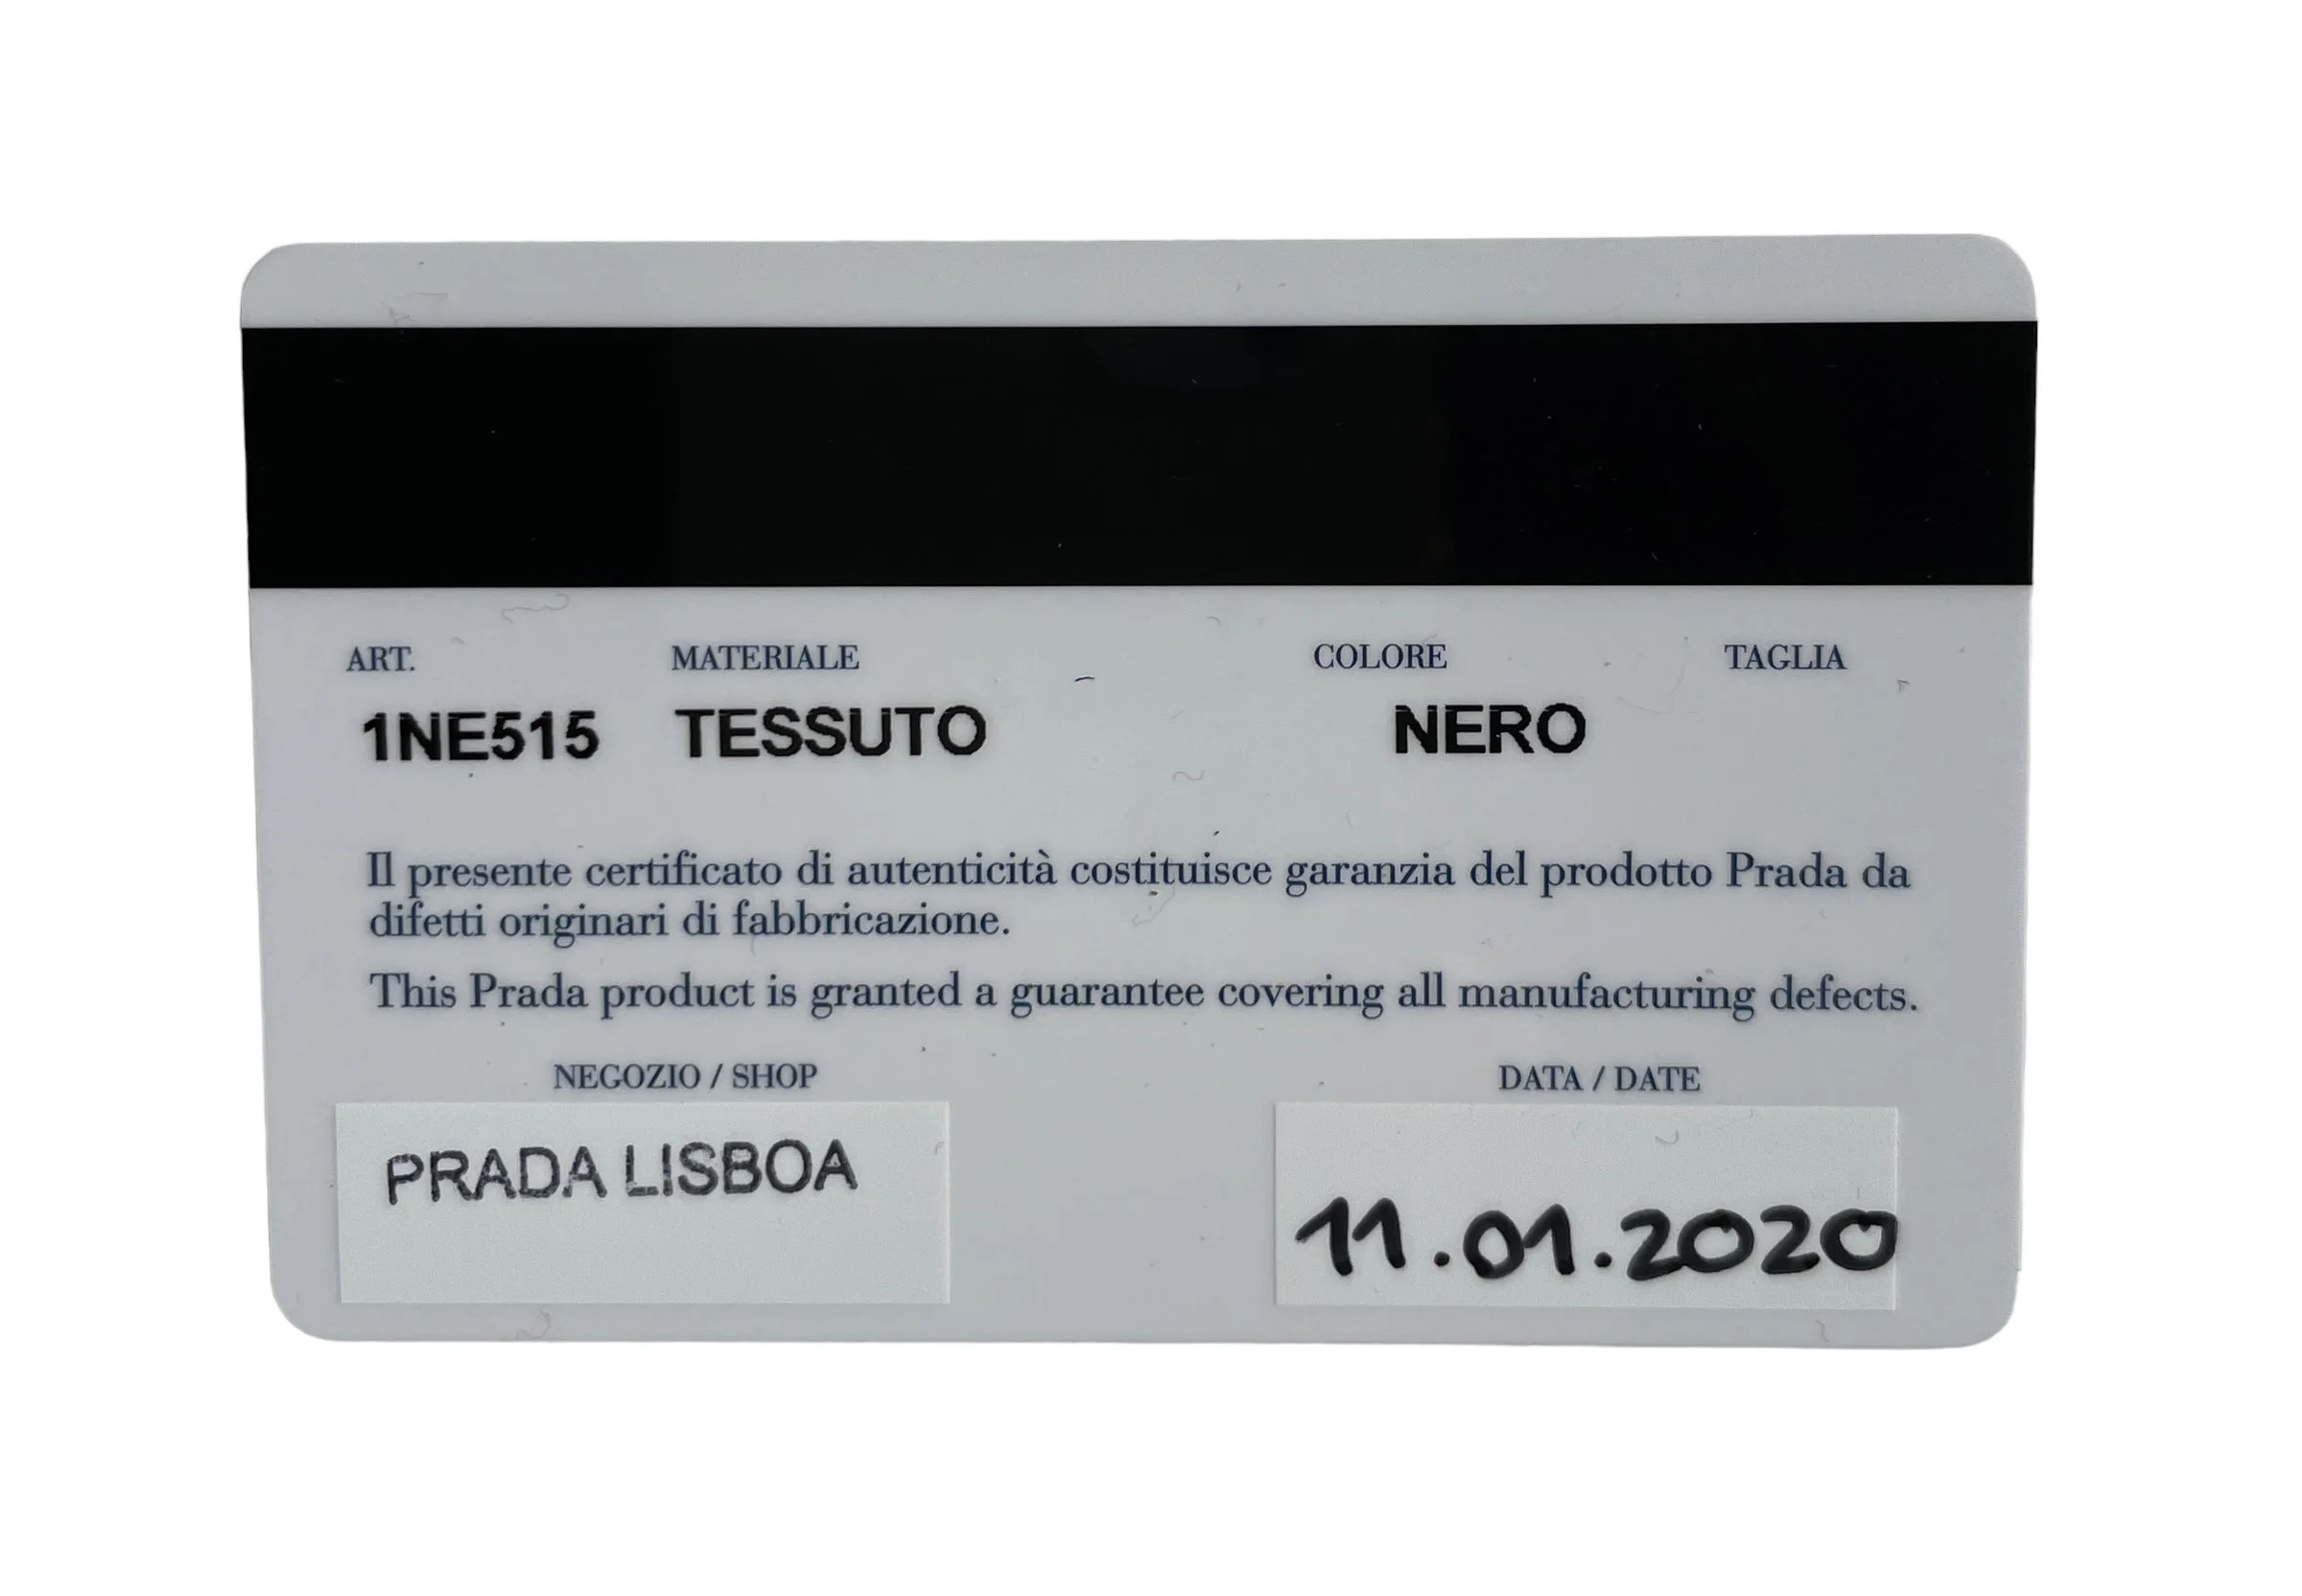 ART. MATERIALE COLORE TAGLIA
1NE515 TESSUTO NERO
Il presente certificato di autenticità costituisce garanzia del prodotto Prada da
difetti originari di fabbricazione.
This Prada product is granted a guarantee covering all manufacturing defects.
NEGOZIO / SHOP DATA / DATE
PRADA LISBOA 11.01.2020